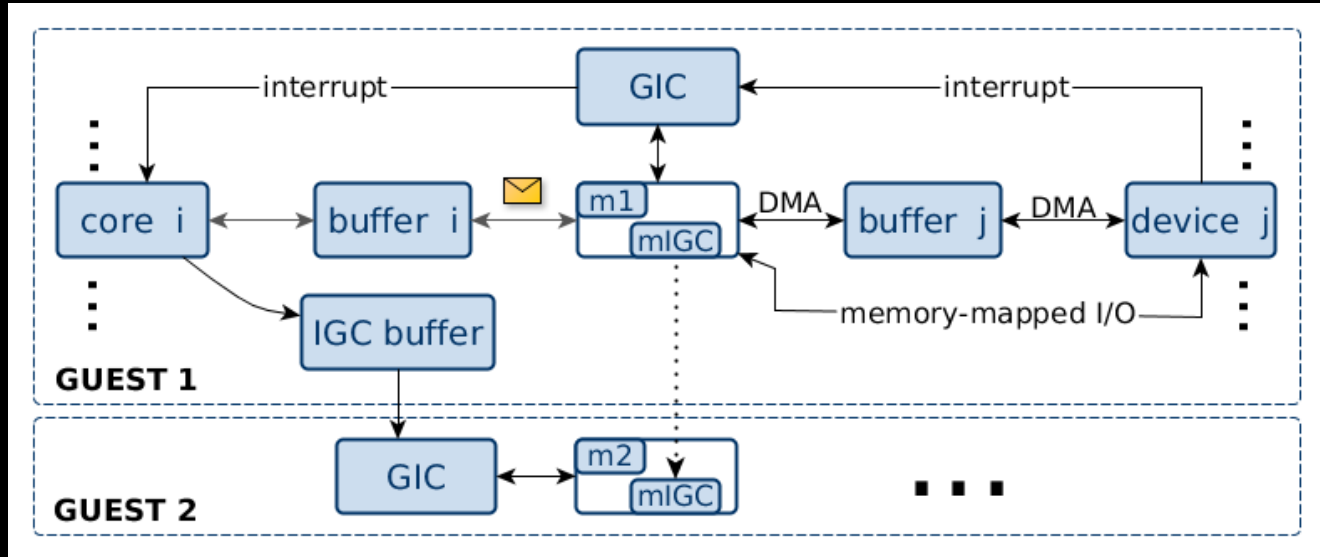 GIC
interrupt
interrupt
core i
buffer i
m1
mIGC
DMA
buffer j
DMA
device j
IGC buffer
memory-mapped I/O
GUEST 1
GIC
m2
mIGC
GUEST 2